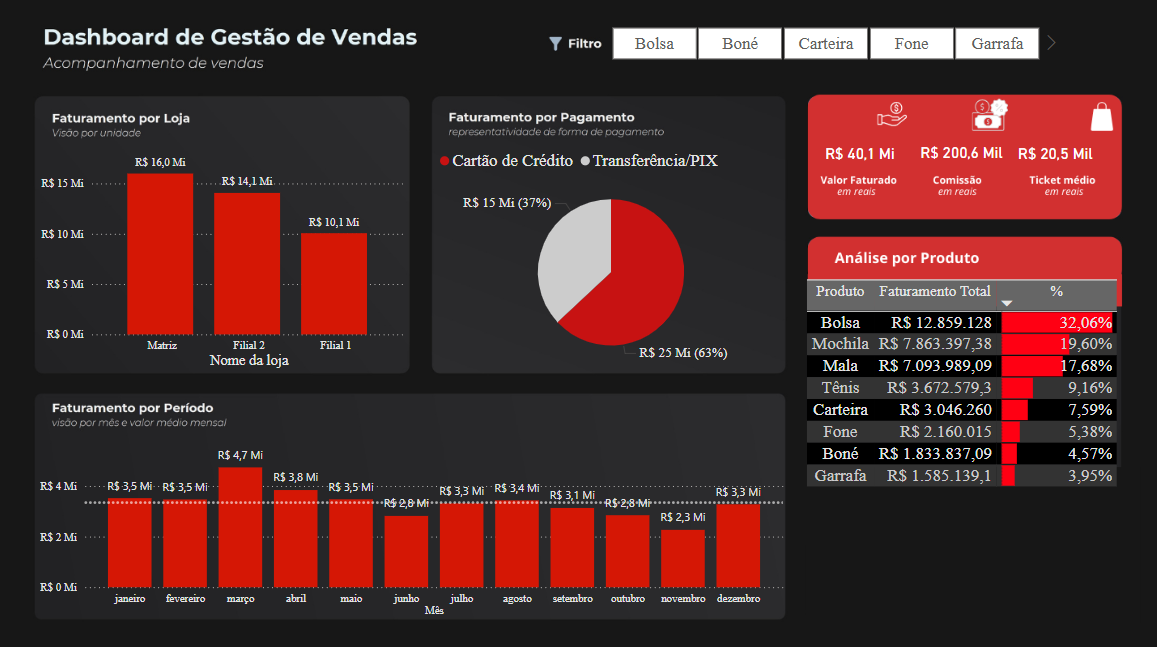 Dashboard de Gestão de Vendas
Acompanhamento de vendas
Filtro
Bolsa
Boné
Carteira
Fone
Garrafa
Faturamento por Loja
Visão por unidade
R$ 15 Mi
R$ 10 Mi
R$ 5 Mi
R$ 0 Mi
R$ 16,0 Mi
R$ 14,1 Mi
R$ 10,1 Mi
Matriz
Filial 2
Filial 1
Nome da loja
Faturamento por Pagamento
representatividade de forma de pagamento
Cartão de Crédito
Transferência/PIX
R$ 15 Mi (37%)
R$ 25 Mi (63%)
R$ 40,1 Mi
R$ 200,6 Mil
R$ 20,5 Mil
Valor Faturado
Comissão
Ticket médio
em reais
em reais
em reais
Análise por Produto
Produto Faturamento Total %
Bolsa R$ 12.859.128 32,06%
Mochila R$ 7.863.397,38 19,60%
Mala R$ 7.093.989,09 17,68%
Tênis R$ 3.672.579,3 9,16%
Carteira R$ 3.046.260 7,59%
Fone R$ 2.160.015 5,38%
Boné R$ 1.833.837,09 4,57%
Garrafa R$ 1.585.139,1 3,95%
Faturamento por Período
visão por mês e valor médio mensal
R$ 4 Mi
R$ 2 Mi
R$ 0 Mi
R$ 3,5 Mi
R$ 3,5 Mi
R$ 4,7 Mi
R$ 3,8 Mi
R$ 3,5 Mi
R$ 2,8 Mi
R$ 3,3 Mi
R$ 3,4 Mi
R$ 3,1 Mi
R$ 2,8 Mi
R$ 2,3 Mi
R$ 3,3 Mi
janeiro
fevereiro
março
abril
maio
junho
julho
agosto
setembro
outubro
novembro
dezembro
Mês